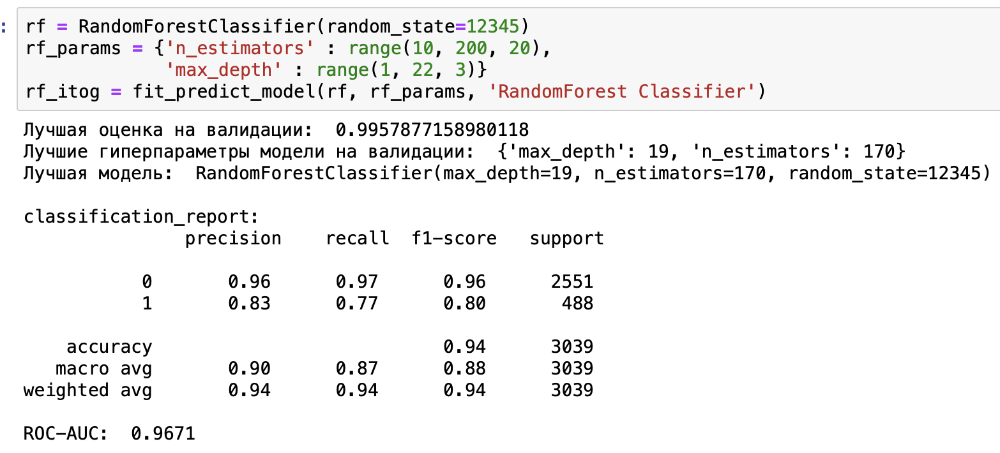 :
rf = RandomForestClassifier(random_state=12345)
rf_params = {'n_estimators' : range(10, 200, 20),
             'max_depth' : range(1, 22, 3)}
rf_itog = fit_predict_model(rf, rf_params, 'RandomForest Classifier')
Лучшая оценка на валидации:  0.9957877158980118
Лучшие гиперпараметры модели на валидации:  {'max_depth': 19, 'n_estimators': 170}
Лучшая модель:  RandomForestClassifier(max_depth=19, n_estimators=170, random_state=12345)
classification_report:
               precision    recall  f1-score   support
           0       0.96      0.97      0.96      2551
           1       0.83      0.77      0.80       488
    accuracy                           0.94      3039
   macro avg       0.90      0.87      0.88      3039
weighted avg       0.94      0.94      0.94      3039
ROC-AUC:  0.9671